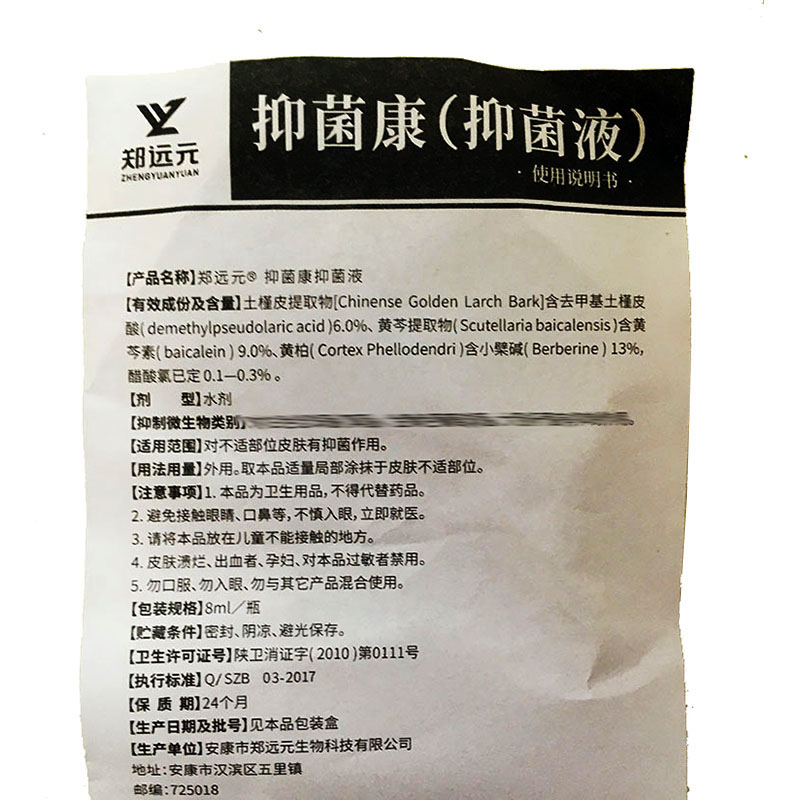 郑远元
ZHENGYUANYUAN
抑菌康（抑菌液）
·使用说明书·
【产品名称】郑远元® 抑菌康抑菌液
【有效成份及含量】土槿皮提取物[Chinense Golden Larch Bark]含去甲基土槿皮
酸(demethylpseudolaric acid)6.0%、黄芩提取物(Scutellaria baicalensis)含黄
芩素(baicalein)9.0%、黄柏(Cortex Phellodendri)含小檗碱(Berberine)13%,
醋酸氯已定0.1—0.3%。
【剂 型】水剂
【抑制微生物类别】
【适用范围】对不适部位皮肤有抑菌作用。
【用法用量】外用。取本品适量局部涂抹于皮肤不适部位。
【注意事项】1. 本品为卫生用品,不得代替药品。
2. 避免接触眼睛、口鼻等,不慎入眼,立即就医。
3. 请将本品放在儿童不能接触的地方。
4. 皮肤溃烂、出血者、孕妇、对本品过敏者禁用。
5. 勿口服、勿入眼、勿与其它产品混合使用。
【包装规格】8ml／瓶
【贮藏条件】密封、阴凉、避光保存。
【卫生许可证号】陕卫消证字(2010)第0111号
【执行标准】Q/SZB 03-2017
【保 质 期】24个月
【生产日期及批号】见本品包装盒
【生产单位】安康市郑远元生物科技有限公司
地址:安康市汉滨区五里镇
邮编:725018